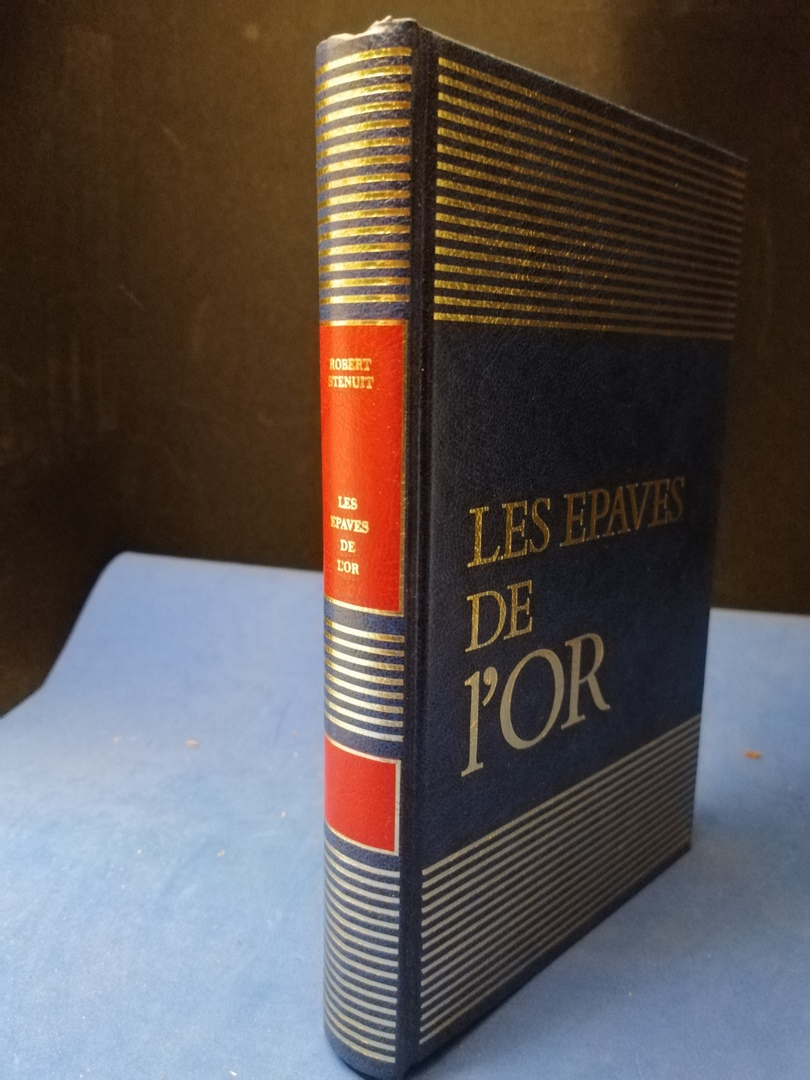 ROBERT
STENUIT
LES
EPAVES
DE
L'OR
LES EPAVES
DE
l'OR